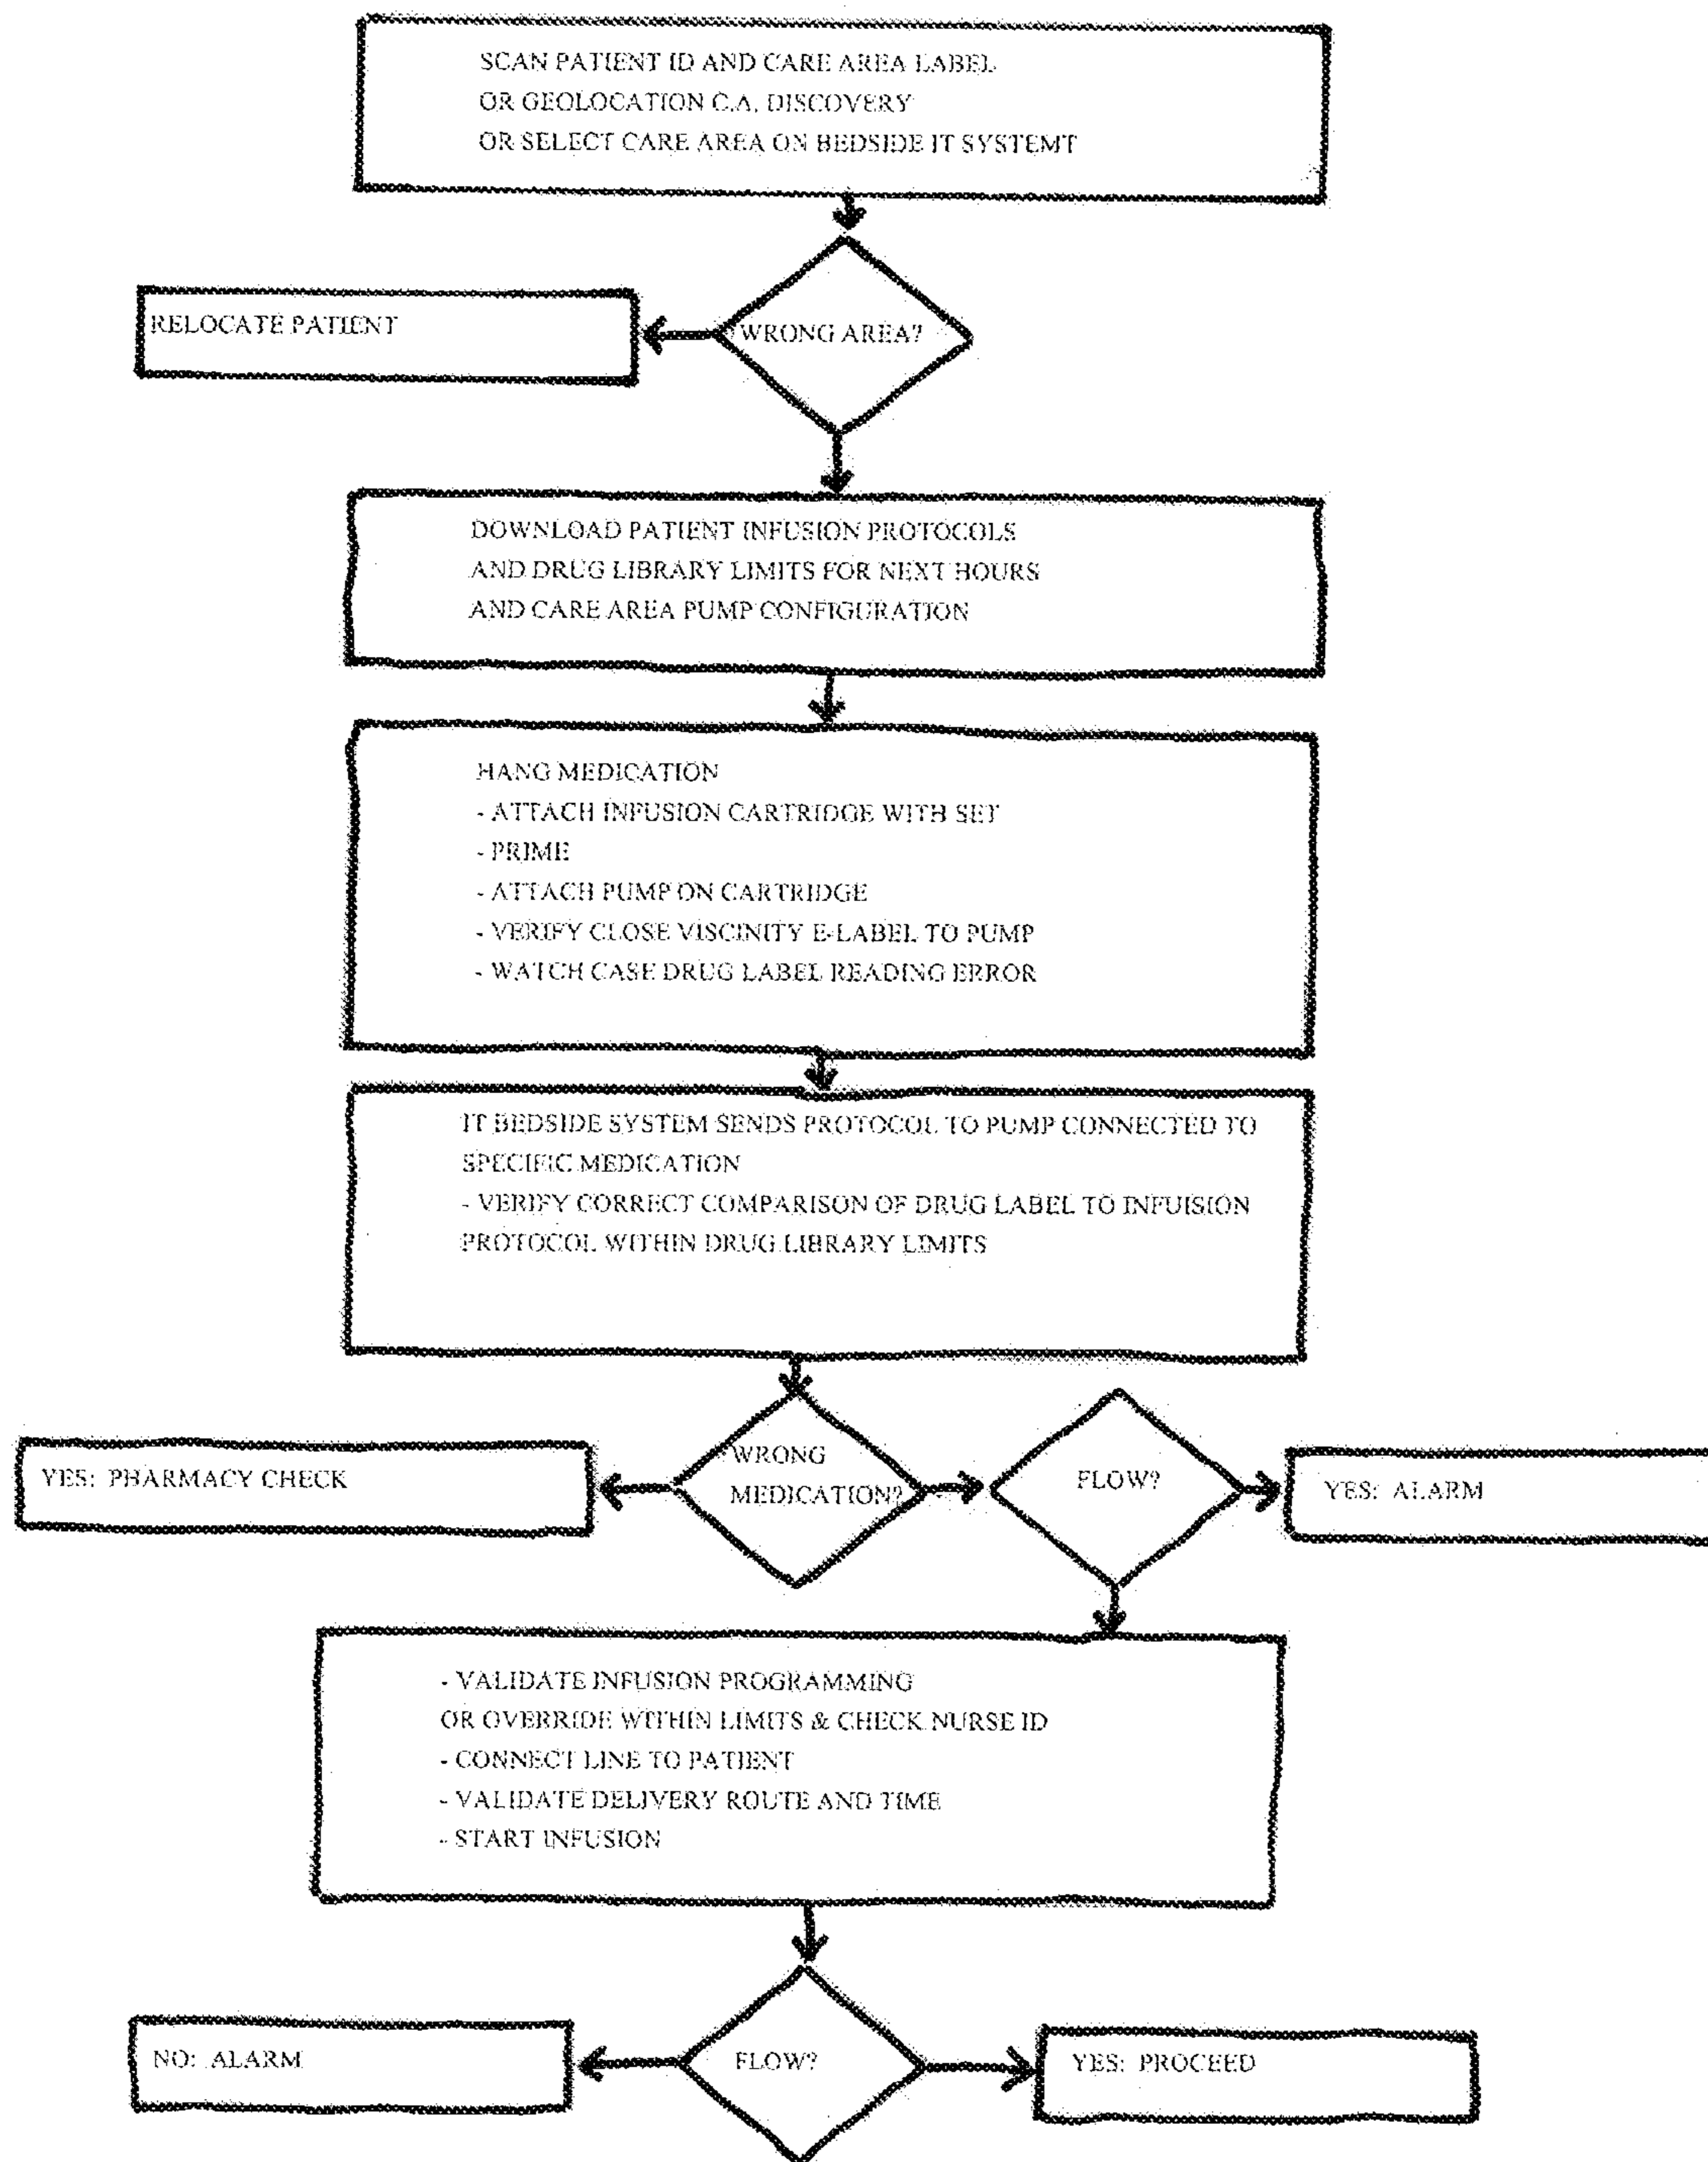 SCAN PATIENT ID AND CARE AREA LABEL
OR GEOLOCATION C.A. DISCOVERY
OR SELECT CARE AREA ON BEDSIDE IT SYSTEMT
WRONG AREA?
RELOCATE PATIENT
DOWNLOAD PATIENT INFUSION PROTOCOLS
AND DRUG LIBRARY LIMITS FOR NEXT HOURS
AND CARE AREA PUMP CONFIGURATION
HANG MEDICATION
- ATTACH INFUSION CARTRIDGE WITH SET
- PRIME
- ATTACH PUMP ON CARTRIDGE
- VERIFY CLOSE VISCINITY E-LABEL TO PUMP
- WATCH CASE DRUG LABEL READING ERROR
IT BEDSIDE SYSTEM SENDS PROTOCOL TO PUMP CONNECTED TO
SPECIFIC MEDICATION
- VERIFY CORRECT COMPARISON OF DRUG LABEL TO INFUISION
PROTOCOL WITHIN DRUG LIBRARY LIMITS
YES: PHARMACY CHECK
WRONG
MEDICATION?
FLOW?
YES: ALARM
- VALIDATE INFUSION PROGRAMMING
OR OVERRIDE WITHIN LIMITS & CHECK NURSE ID
- CONNECT LINE TO PATIENT
- VALIDATE DELIVERY ROUTE AND TIME
- START INFUSION
NO: ALARM
FLOW?
YES: PROCEED